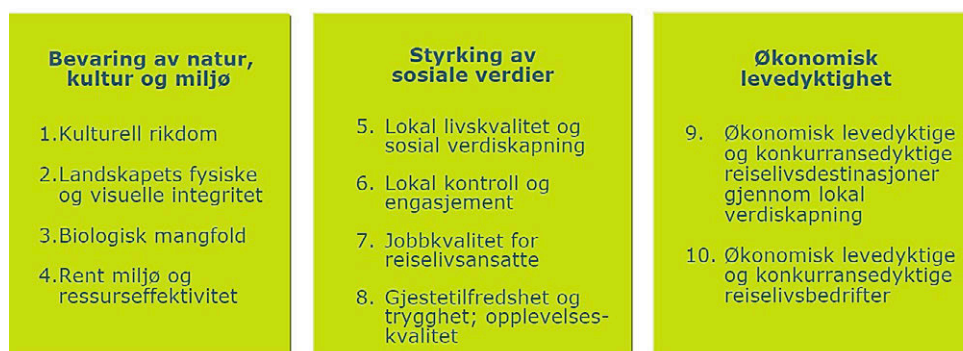 Bevaring av natur,
kultur og miljø
1.Kulturell rikdom
2.Landskapets fysiske
og visuelle integritet
3.Biologisk mangfold
4.Rent miljø og
ressurseffektivitet
Styrking av
sosiale verdier
5. Lokal livskvalitet og
sosial verdiskapning
6. Lokal kontroll og
engasjement
7. Jobbkvalitet for
reiselivsansatte
8. Gjestetilfredshet og
trygghet; opplevelses-
kvalitet
Økonomisk
levedyktighet
9. Økonomisk levedyktige
og konkurransedyktige
reiselivsdestinasjoner
gjennom lokal
verdiskapning
10. Økonomisk levedyktige
og konkurransedyktige
reiselivsbedrifter